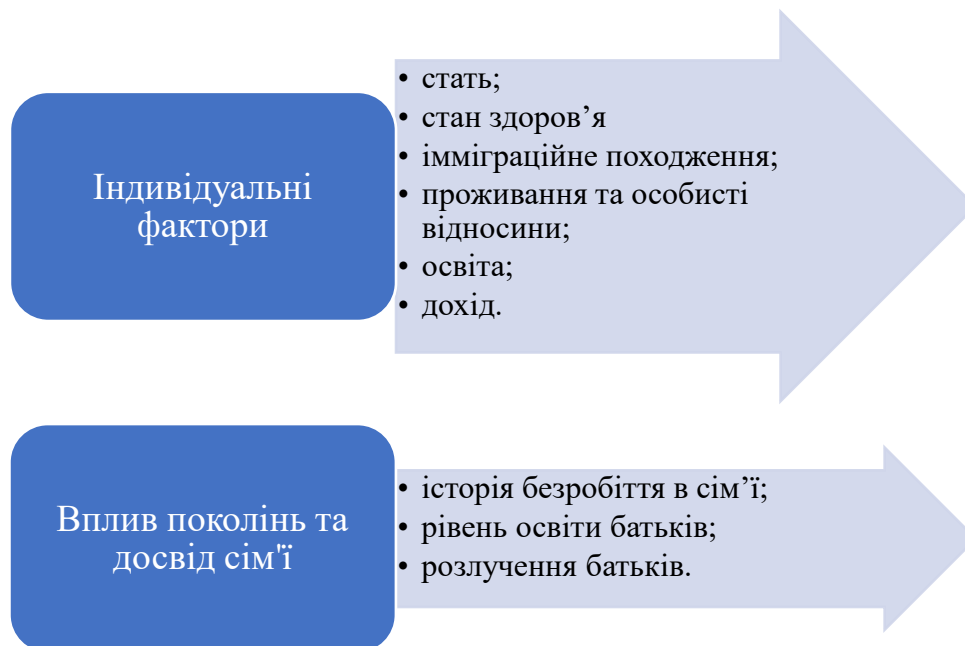 Індивідуальні
фактори
• стать;
• стан здоров’я
• імміграційне походження;
• проживання та особисті
відносини;
• освіта;
• дохід.
Вплив поколінь та
досвід сім'ї
• історія безробіття в сім’ї;
• рівень освіти батьків;
• розлучення батьків.